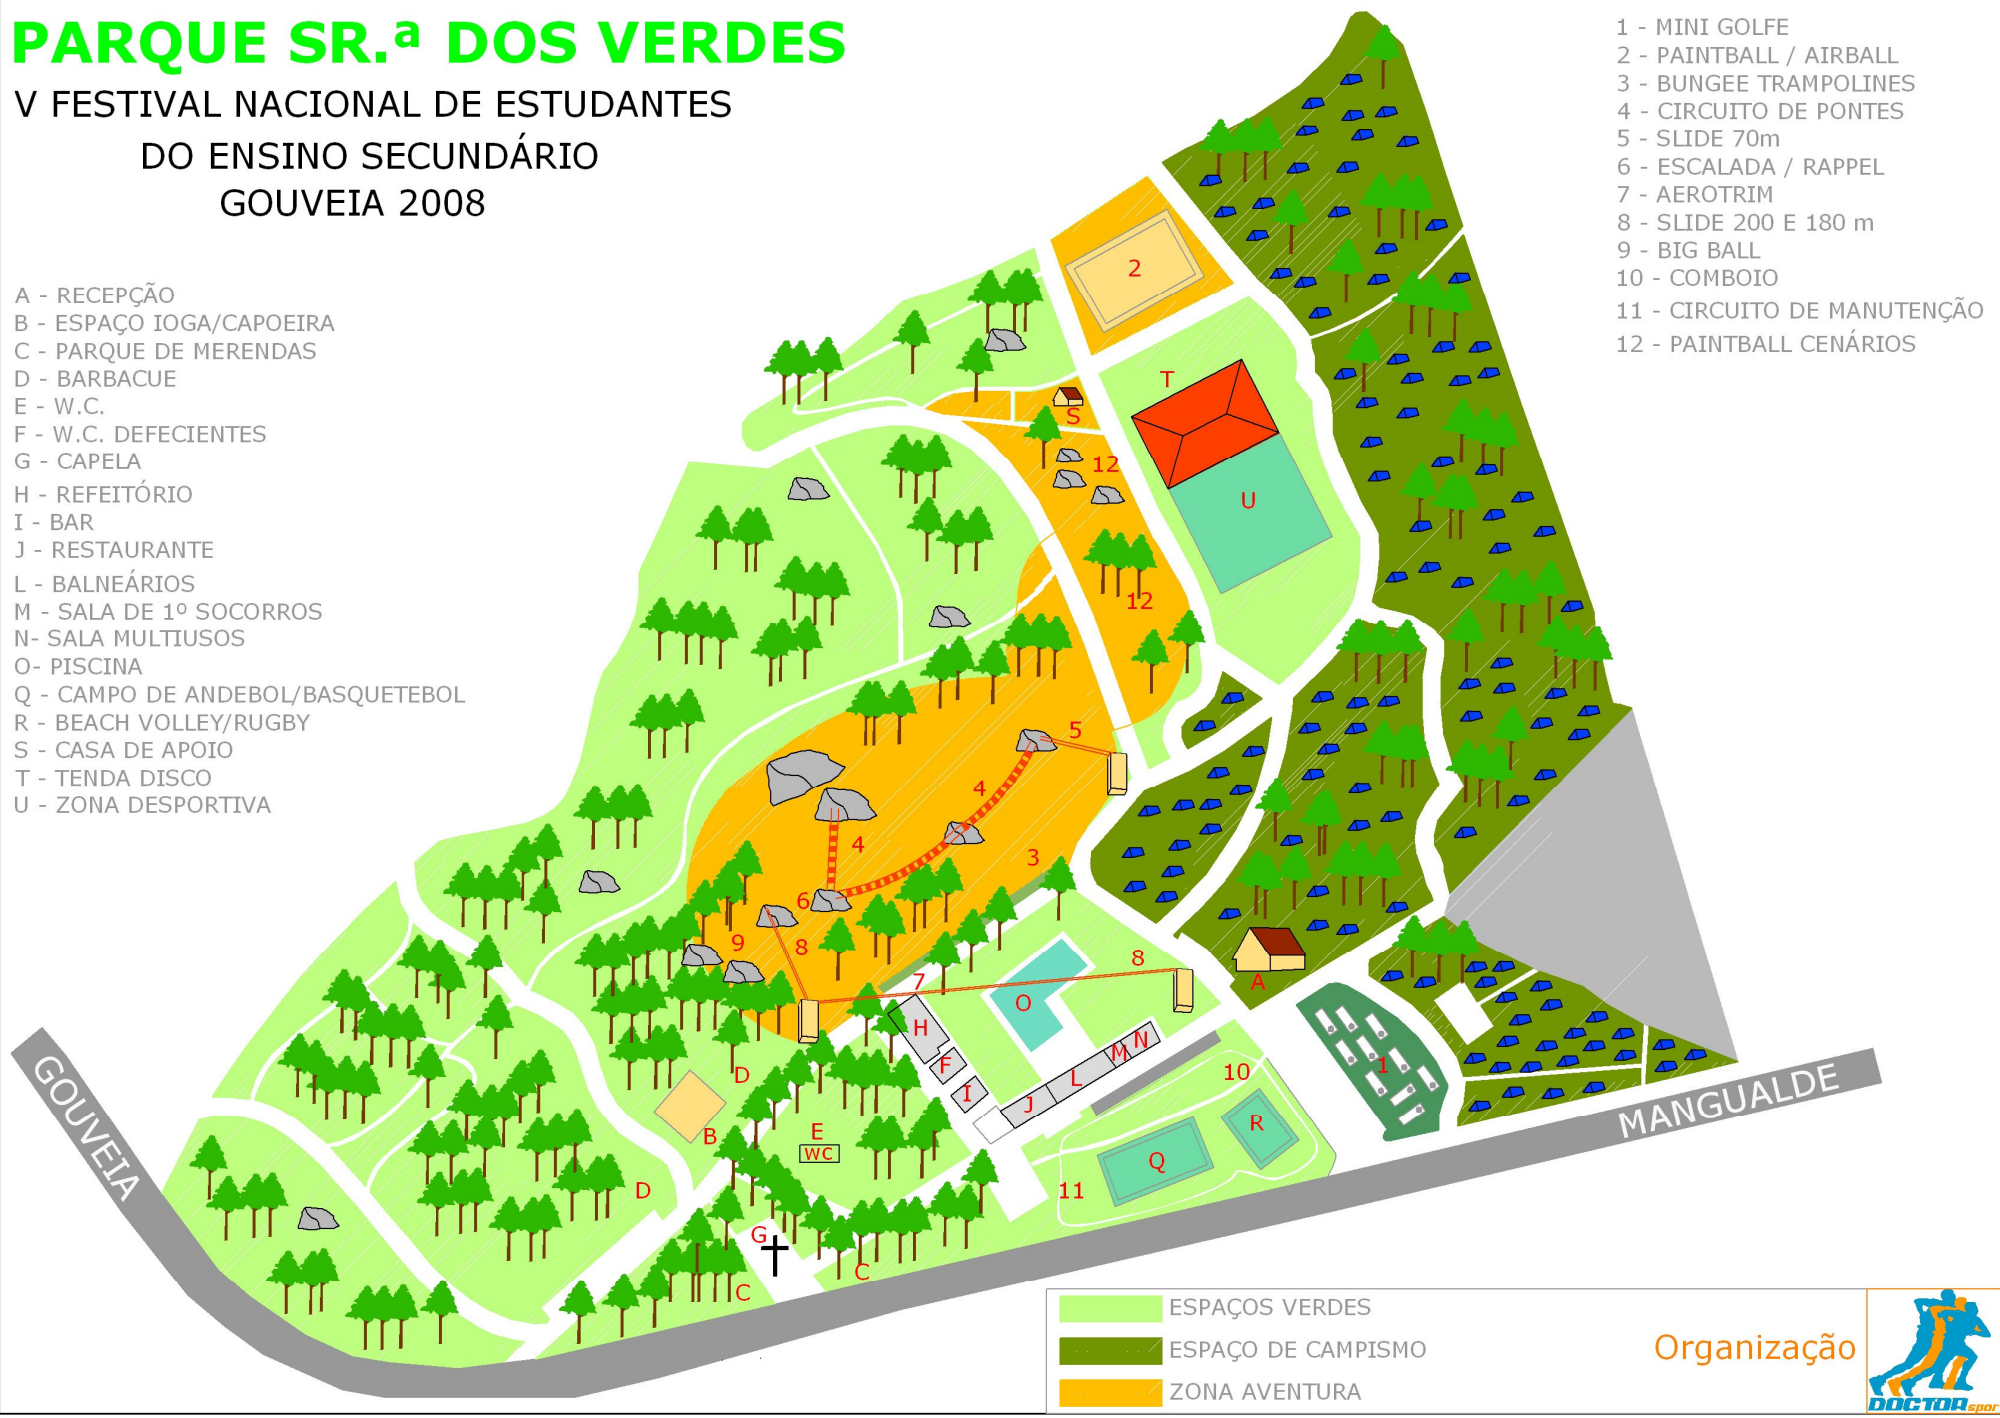 PARQUE SR.ª DOS VERDES
V FESTIVAL NACIONAL DE ESTUDANTES
DO ENSINO SECUNDÁRIO
GOUVEIA 2008
A - RECEPÇÃO
B - ESPAÇO IOGA/CAPOEIRA
C - PARQUE DE MERENDAS
D - BARBACUE
E - W.C.
F - W.C. DEFECIENTES
G - CAPELA
H - REFEITÓRIO
I - BAR
J - RESTAURANTE
L - BALNEÁRIOS
M - SALA DE 1º SOCORROS
N- SALA MULTIUSOS
O- PISCINA
Q - CAMPO DE ANDEBOL/BASQUETEBOL
R - BEACH VOLLEY/RUGBY
S - CASA DE APOIO
T - TENDA DISCO
U - ZONA DESPORTIVA
1 - MINI GOLFE
2 - PAINTBALL / AIRBALL
3 - BUNGEE TRAMPOLINES
4 - CIRCUITO DE PONTES
5 - SLIDE 70m
6 - ESCALADA / RAPPEL
7 - AEROTRIM
8 - SLIDE 200 E 180 m
9 - BIG BALL
10 - COMBOIO
11 - CIRCUITO DE MANUTENÇÃO
12 - PAINTBALL CENÁRIOS
2
T
S
12
U
12
5
4
4
3
6
9
8
8
7
A
O
H
F
I
N
M
L
J
10
1
R
Q
11
D
B
E
WC
D
G
C
C
GOUVEIA
MANGUALDE
ESPAÇOS VERDES
ESPAÇO DE CAMPISMO
ZONA AVENTURA
Organização
DOCTOR spor